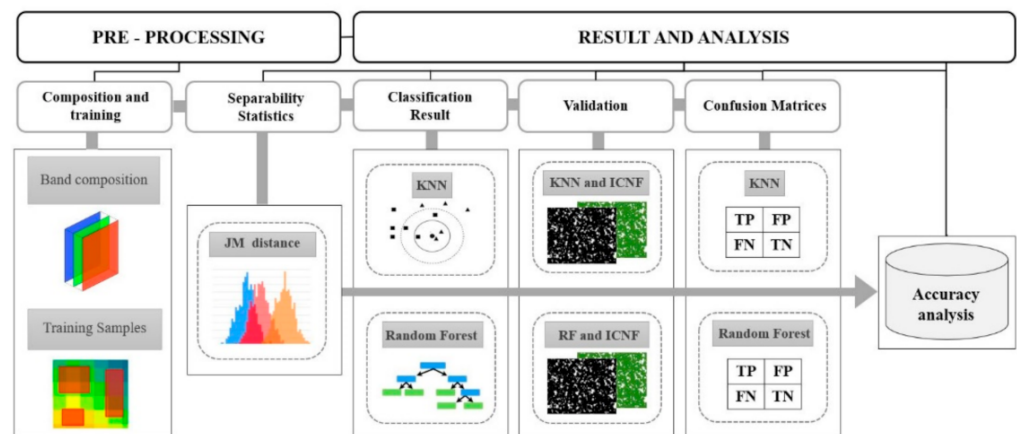 PRE - PROCESSING
RESULT AND ANALYSIS
Composition and
training
Separability
Statistics
Classification
Result
Validation
Confusion Matrices
Band composition
Training Samples
JM distance
KNN
Random Forest
KNN and ICNF
RF and ICNF
KNN
TP FP
FN TN
Random Forest
TP FP
FN TN
Accuracy
analysis